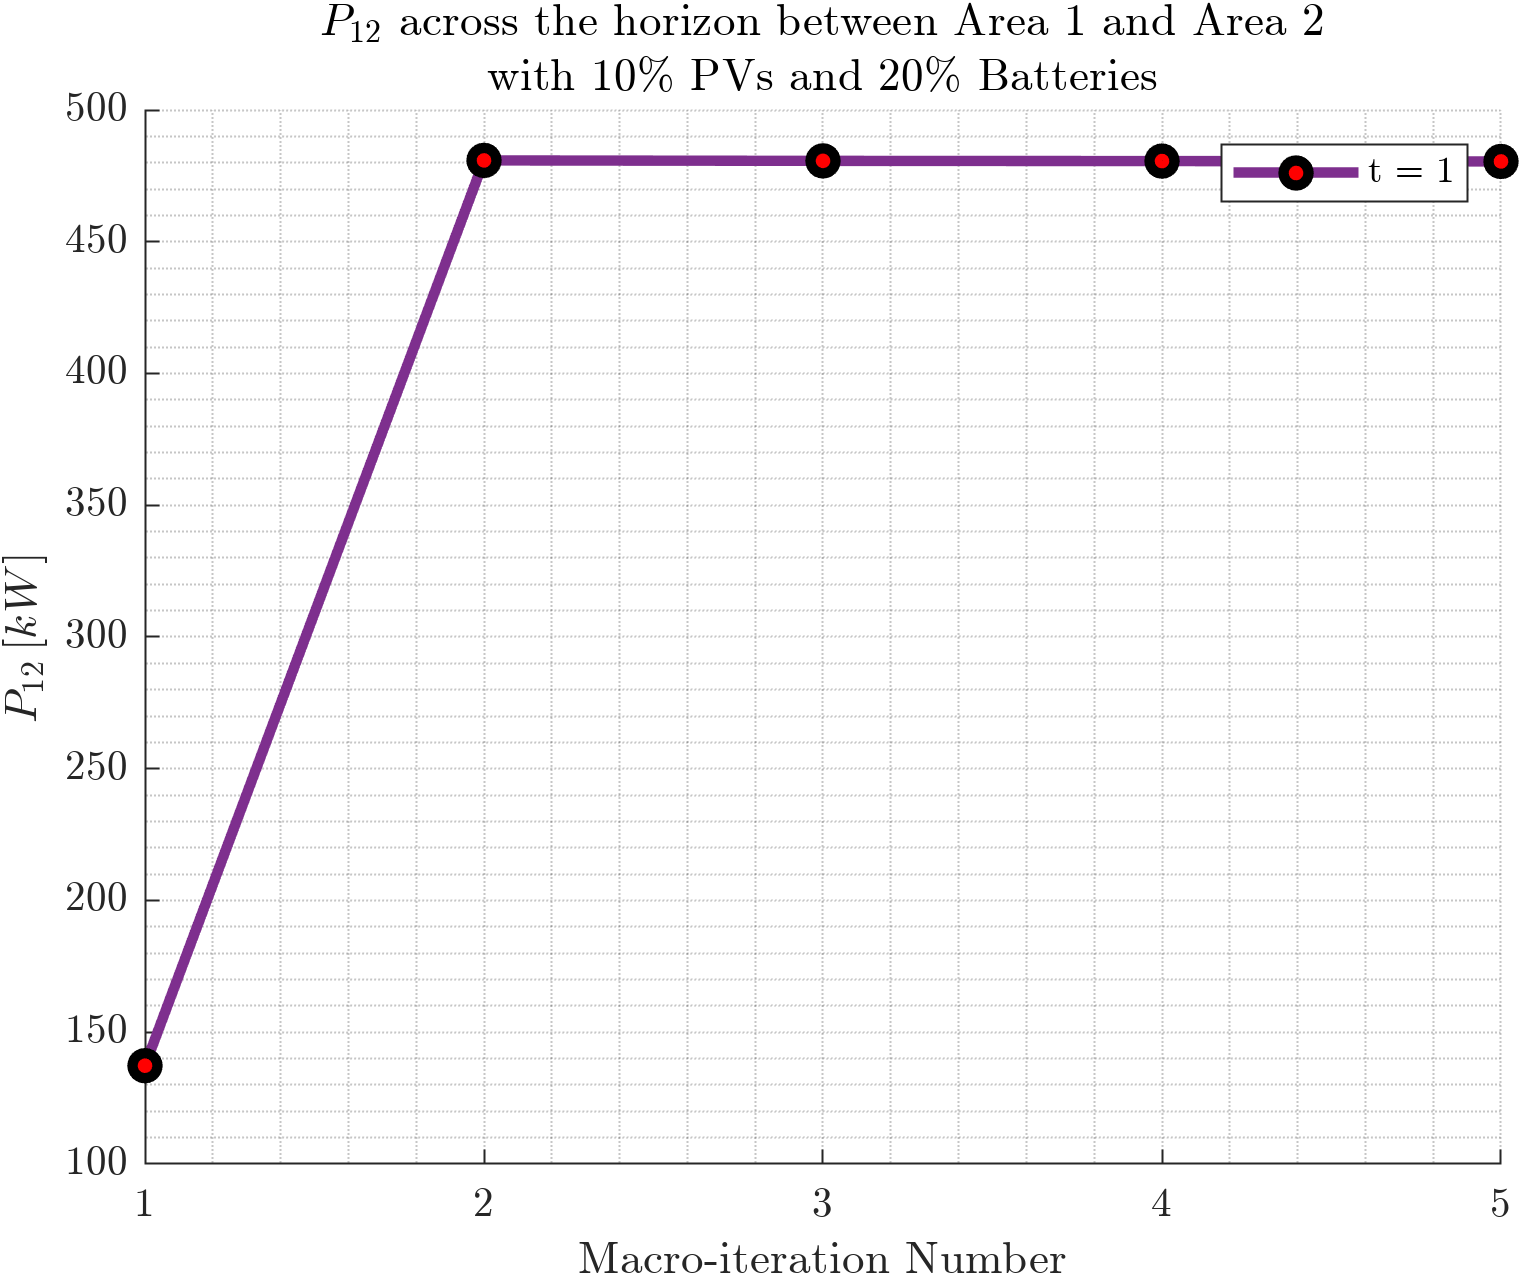 P₁₂ across the horizon between Area 1 and Area 2
with 10% PVs and 20% Batteries
500
450
400
350
300
250
200
150
100
P₁₂ [kW]
t = 1
1 2 3 4 5
Macro-iteration Number